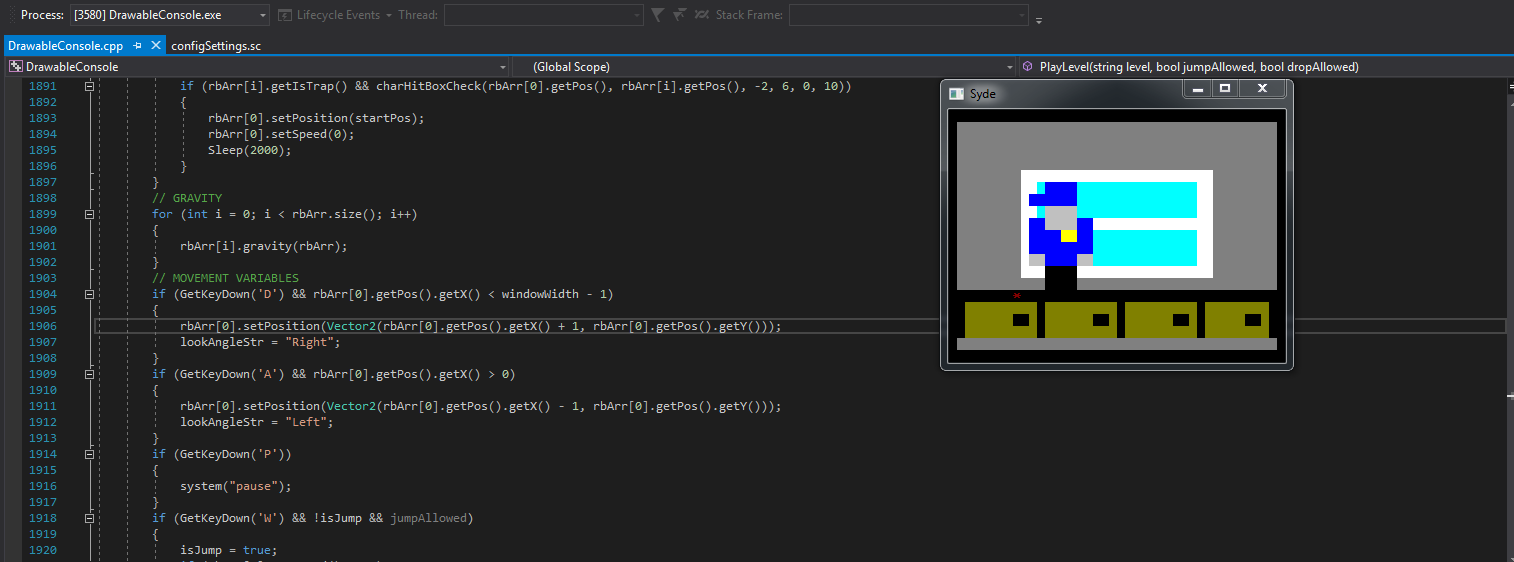 Process: [3580] DrawableConsole.exe Lifecycle Events Thread: Stack Frame:
DrawableConsole.cpp configSettings.sc
DrawableConsole (Global Scope) PlayLevel(string level, bool jumpAllowed, bool dropAllowed)
1891 if (rbArr[i].getIsTrap() && charHitBoxCheck(rbArr[0].getPos(), rbArr[i].getPos(), -2, 6, 0, 10))
1892 {
1893 rbArr[0].setPosition(startPos);
1894 rbArr[0].setSpeed(0);
1895 Sleep(2000);
1896 }
1897 }
1898 // GRAVITY
1899 for (int i = 0; i < rbArr.size(); i++)
1900 {
1901 rbArr[i].gravity(rbArr);
1902 }
1903 // MOVEMENT VARIABLES
1904 if (GetKeyDown('D') && rbArr[0].getPos().getX() < windowWidth - 1)
1905 {
1906 rbArr[0].setPosition(Vector2(rbArr[0].getPos().getX() + 1, rbArr[0].getPos().getY()));
1907 lookAngleStr = "Right";
1908 }
1909 if (GetKeyDown('A') && rbArr[0].getPos().getX() > 0)
1910 {
1911 rbArr[0].setPosition(Vector2(rbArr[0].getPos().getX() - 1, rbArr[0].getPos().getY()));
1912 lookAngleStr = "Left";
1913 }
1914 if (GetKeyDown('P'))
1915 {
1916 system("pause");
1917 }
1918 if (GetKeyDown('W') && !isJump && jumpAllowed)
1919 {
1920 isJump = true;
Syde
*